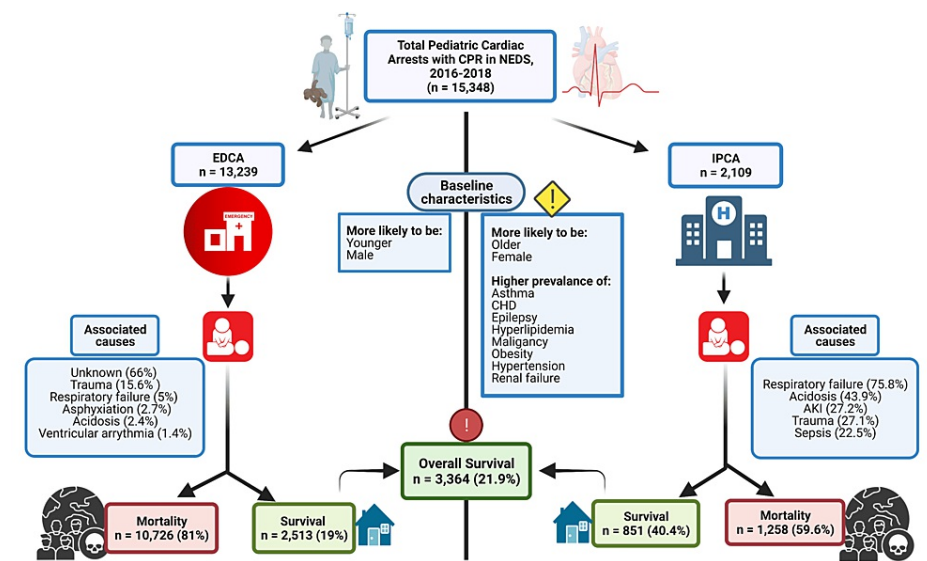 Total Pediatric Cardiac
Arrests with CPR in NEDS,
2016-2018
(n = 15,348)
EDCA
n = 13,239
IPCA
n = 2,109
EMERGENCY
H
Baseline
characteristics
!
More likely to be:
Younger
Male
More likely to be:
Older
Female
Higher prevalance of:
Asthma
CHD
Epilepsy
Hyperlipidemia
Maligancy
Obesity
Hypertension
Renal failure
Associated
causes
Unknown (66%)
Trauma (15.6%)
Respiratory failure (5%)
Asphyxiation (2.7%)
Acidosis (2.4%)
Ventricular arrythmia (1.4%)
Associated
causes
Respiratory failure (75.8%)
Acidosis (43.9%)
AKI (27.2%)
Trauma (27.1%)
Sepsis (22.5%)
!
Overall Survival
n = 3,364 (21.9%)
Mortality
n = 10,726 (81%)
Survival
n = 2,513 (19%)
Survival
n = 851 (40.4%)
Mortality
n = 1,258 (59.6%)